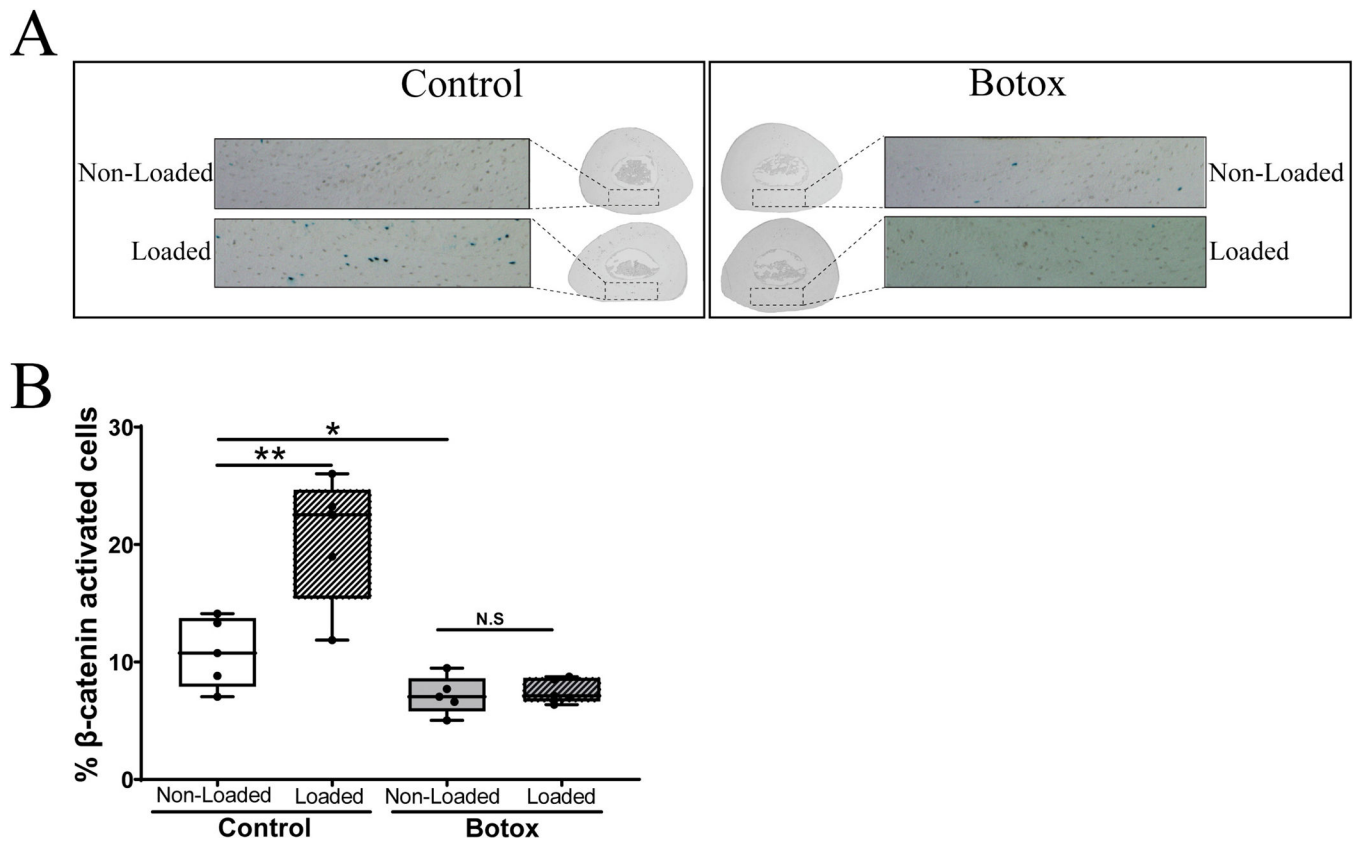 A
Control
Botox
Non-Loaded
Non-Loaded
Loaded
Loaded
B
% β-catenin activated cells
30
20
10
0
*
**
N.S
Non-Loaded
Loaded
Non-Loaded
Loaded
Control
Botox